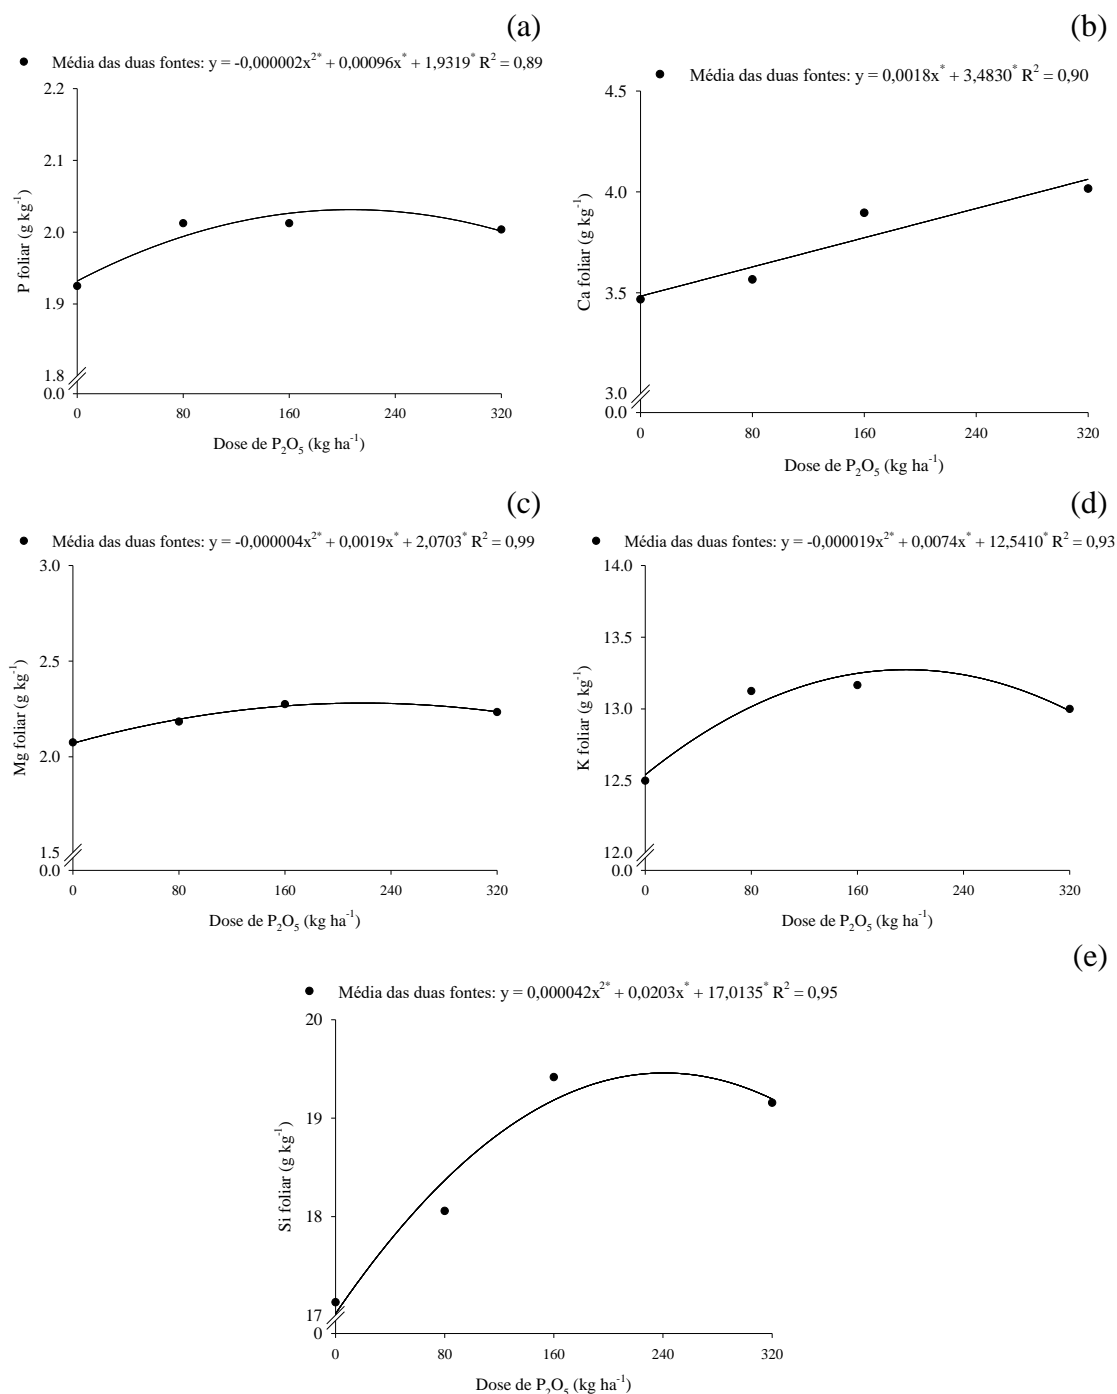 (a)
Média das duas fontes: y = -0,000002x²* + 0,00096x* + 1,9319* R² = 0,89
2.2
2.1
2.0
1.9
1.8
0.0
P foliar (g kg⁻¹)
0 80 160 240 320
Dose de P₂O₅ (kg ha⁻¹)
(b)
Média das duas fontes: y = 0,0018x* + 3,4830* R² = 0,90
4.5
4.0
3.5
3.0
0.0
Ca foliar (g kg⁻¹)
0 80 160 240 320
Dose de P₂O₅ (kg ha⁻¹)
(c)
Média das duas fontes: y = -0,000004x²* + 0,0019x* + 2,0703* R² = 0,99
3.0
2.5
2.0
1.5
0.0
Mg foliar (g kg⁻¹)
0 80 160 240 320
Dose de P₂O₅ (kg ha⁻¹)
(d)
Média das duas fontes: y = -0,000019x²* + 0,0074x* + 12,5410* R² = 0,93
14.0
13.5
13.0
12.5
12.0
0.0
K foliar (g kg⁻¹)
0 80 160 240 320
Dose de P₂O₅ (kg ha⁻¹)
(e)
Média das duas fontes: y = 0,000042x²* + 0,0203x* + 17,0135* R² = 0,95
20
19
18
17
0
Si foliar (g kg⁻¹)
0 80 160 240 320
Dose de P₂O₅ (kg ha⁻¹)